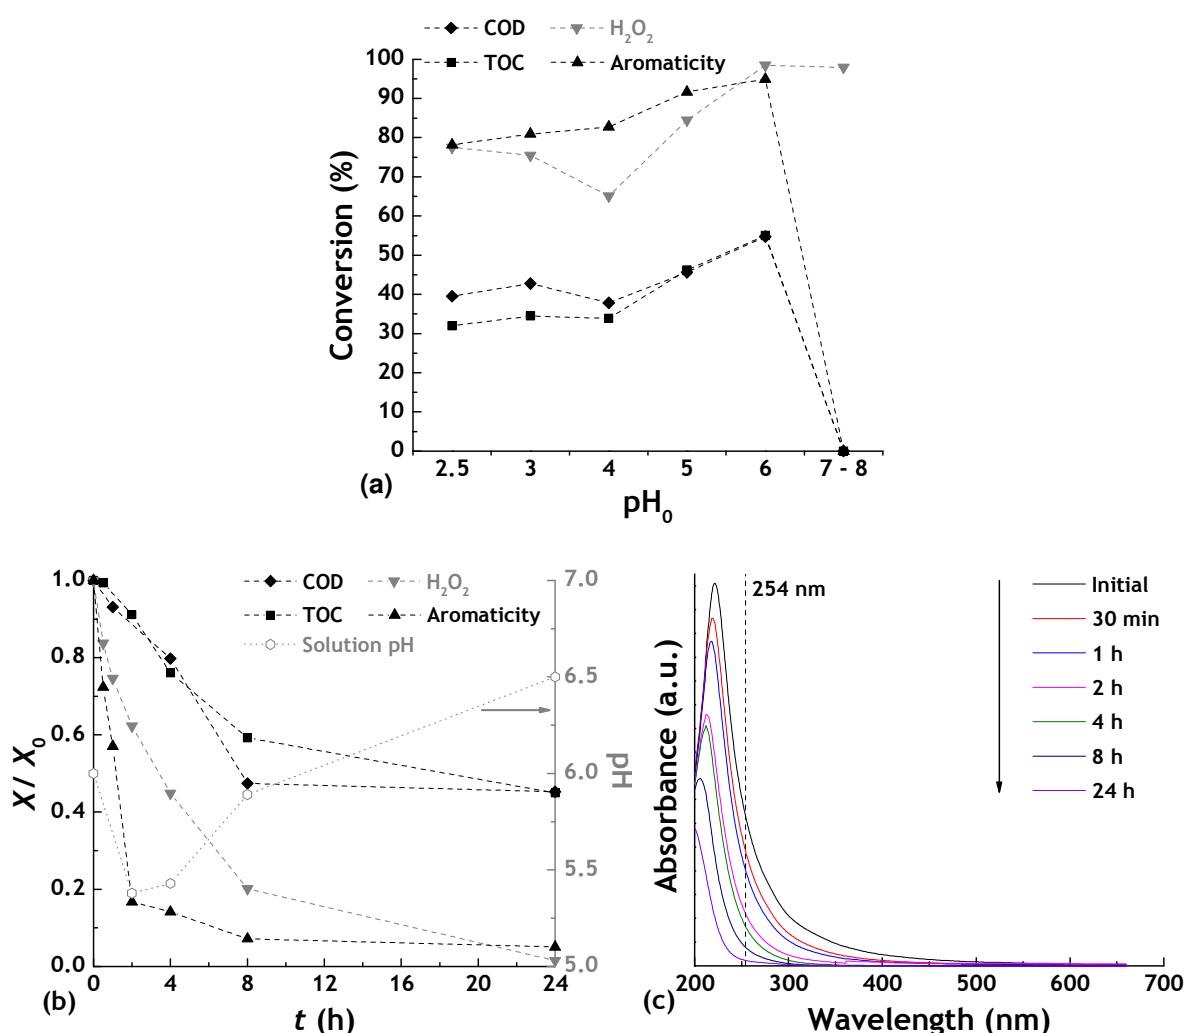 COD H₂O₂
TOC Aromaticity
100
90
80
70
60
50
40
30
20
10
0
Conversion (%)
2.5 3 4 5 6 7 - 8
pH₀
(a)
COD H₂O₂
TOC Aromaticity
Solution pH
1.0
0.8
0.6
0.4
0.2
0.0
X/ X₀
7.0
6.5
6.0
5.5
5.0
pH
0 4 8 12 16 20 24
t (h)
(b)
254 nm
Initial
30 min
1 h
2 h
4 h
8 h
24 h
Absorbance (a.u.)
200 300 400 500 600 700
Wavelength (nm)
(c)